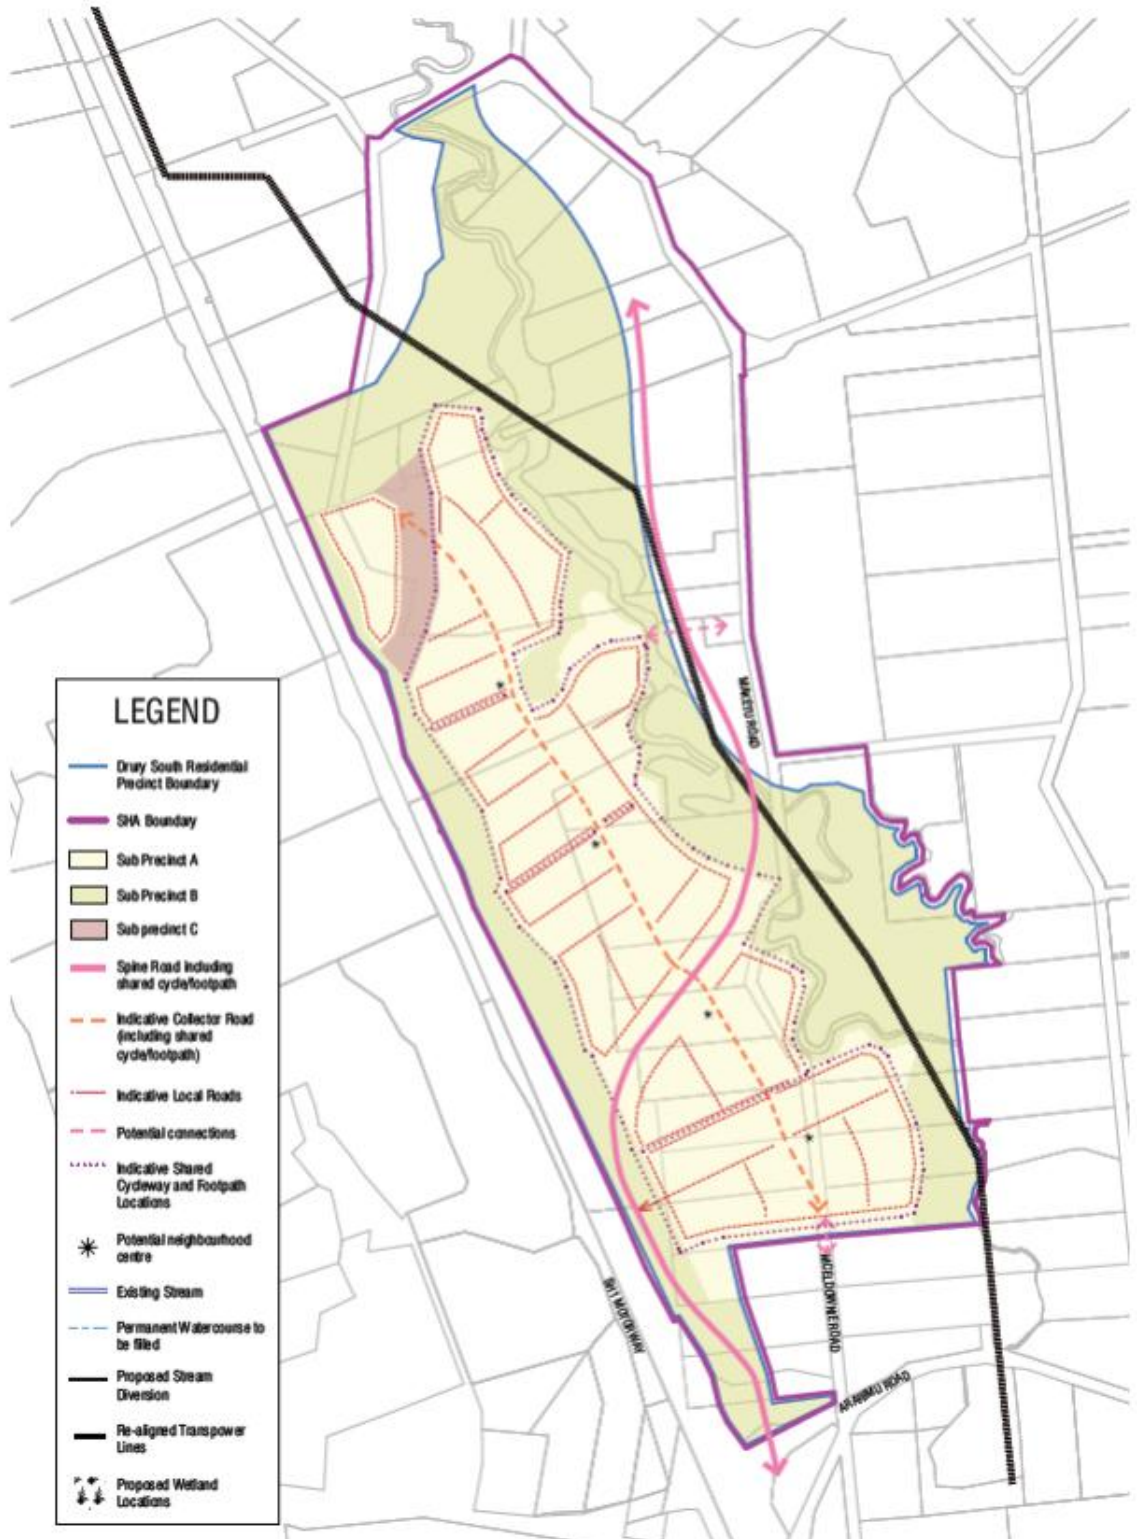 LEGEND
Drury South Residential
Precinct Boundary
SHA Boundary
Sub Precinct A
Sub Precinct B
Sub precinct C
Spine Road including
shared cycle/footpath
Indicative Collector Road
(including shared
cycle/footpath)
Indicative Local Roads
Potential connections
Indicative Shared
Cycleway and Footpath
Locations
Potential neighbourhood
centre
Existing Stream
Permanent Watercourse to
be filled
Proposed Stream
Diversion
Re-aligned Transpower
Lines
Proposed Wetland
Locations
MAKETU ROAD
SH1 MOTORWAY
ARARIMU ROAD